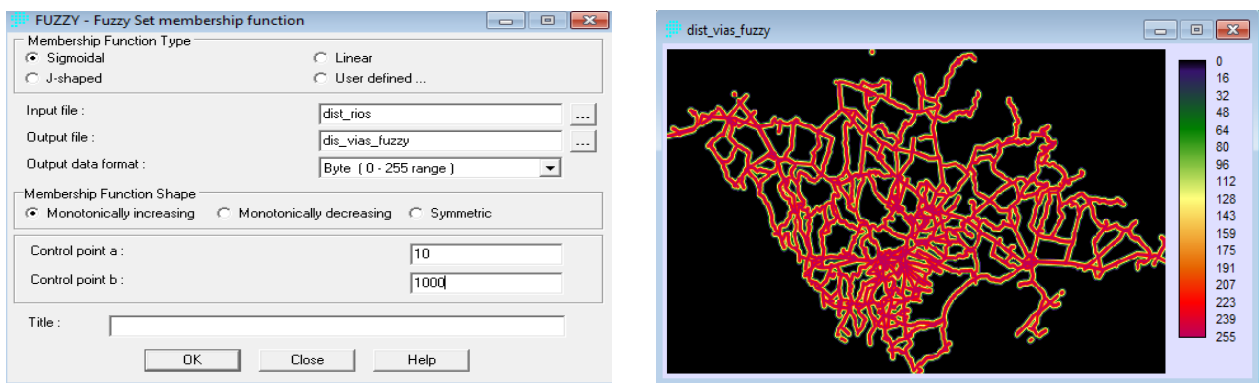 FUZZY - Fuzzy Set membership function
Membership Function Type
Sigmoidal
Linear
J-shaped
User defined ...
Input file :
dist_rios
...
Output file :
dis_vias_fuzzy
...
Output data format :
Byte ( 0 - 255 range )
Membership Function Shape
Monotonically increasing
Monotonically decreasing
Symmetric
Control point a :
10
Control point b :
1000
Title :
OK
Close
Help
dist_vias_fuzzy
0
16
32
48
64
80
96
112
128
143
159
175
191
207
223
239
255